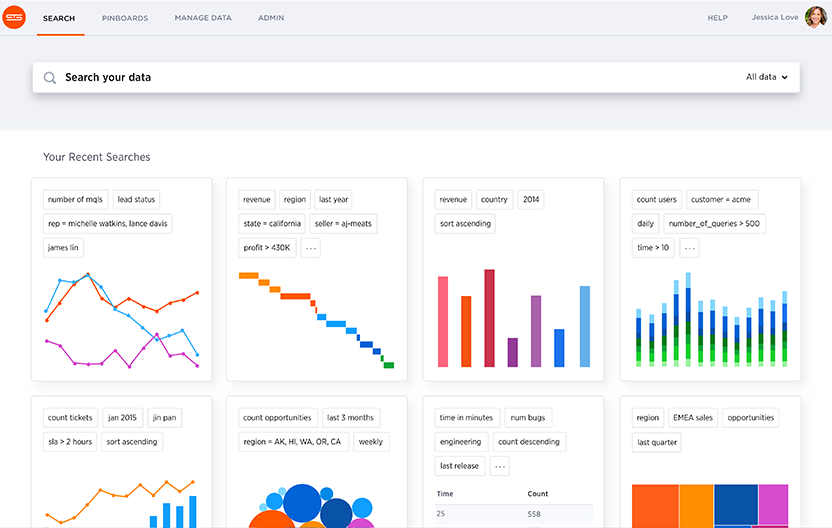 SEARCH PINBOARDS MANAGE DATA ADMIN HELP Jessica Love
Search your data All data
Your Recent Searches
number of mqls lead status
rep = michelle watkins, lance davis
james lin
revenue region last year
state = california seller = aj-meats
profit > 430K ...
revenue country 2014
sort ascending
count users customer = acme
daily number_of_queries > 500
time > 10 ...
count tickets jan 2015 jin pan
sla > 2 hours sort ascending
count opportunities last 3 months
region = AK, HI, WA, OR, CA weekly
time in minutes num bugs
engineering count descending
last release ...
Time Count
25 558
region EMEA sales opportunities
last quarter